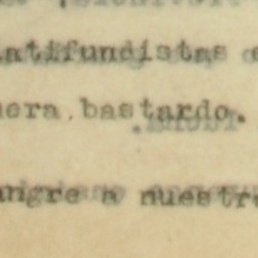 latifundistas
era bastardo.
ngre a nuestr